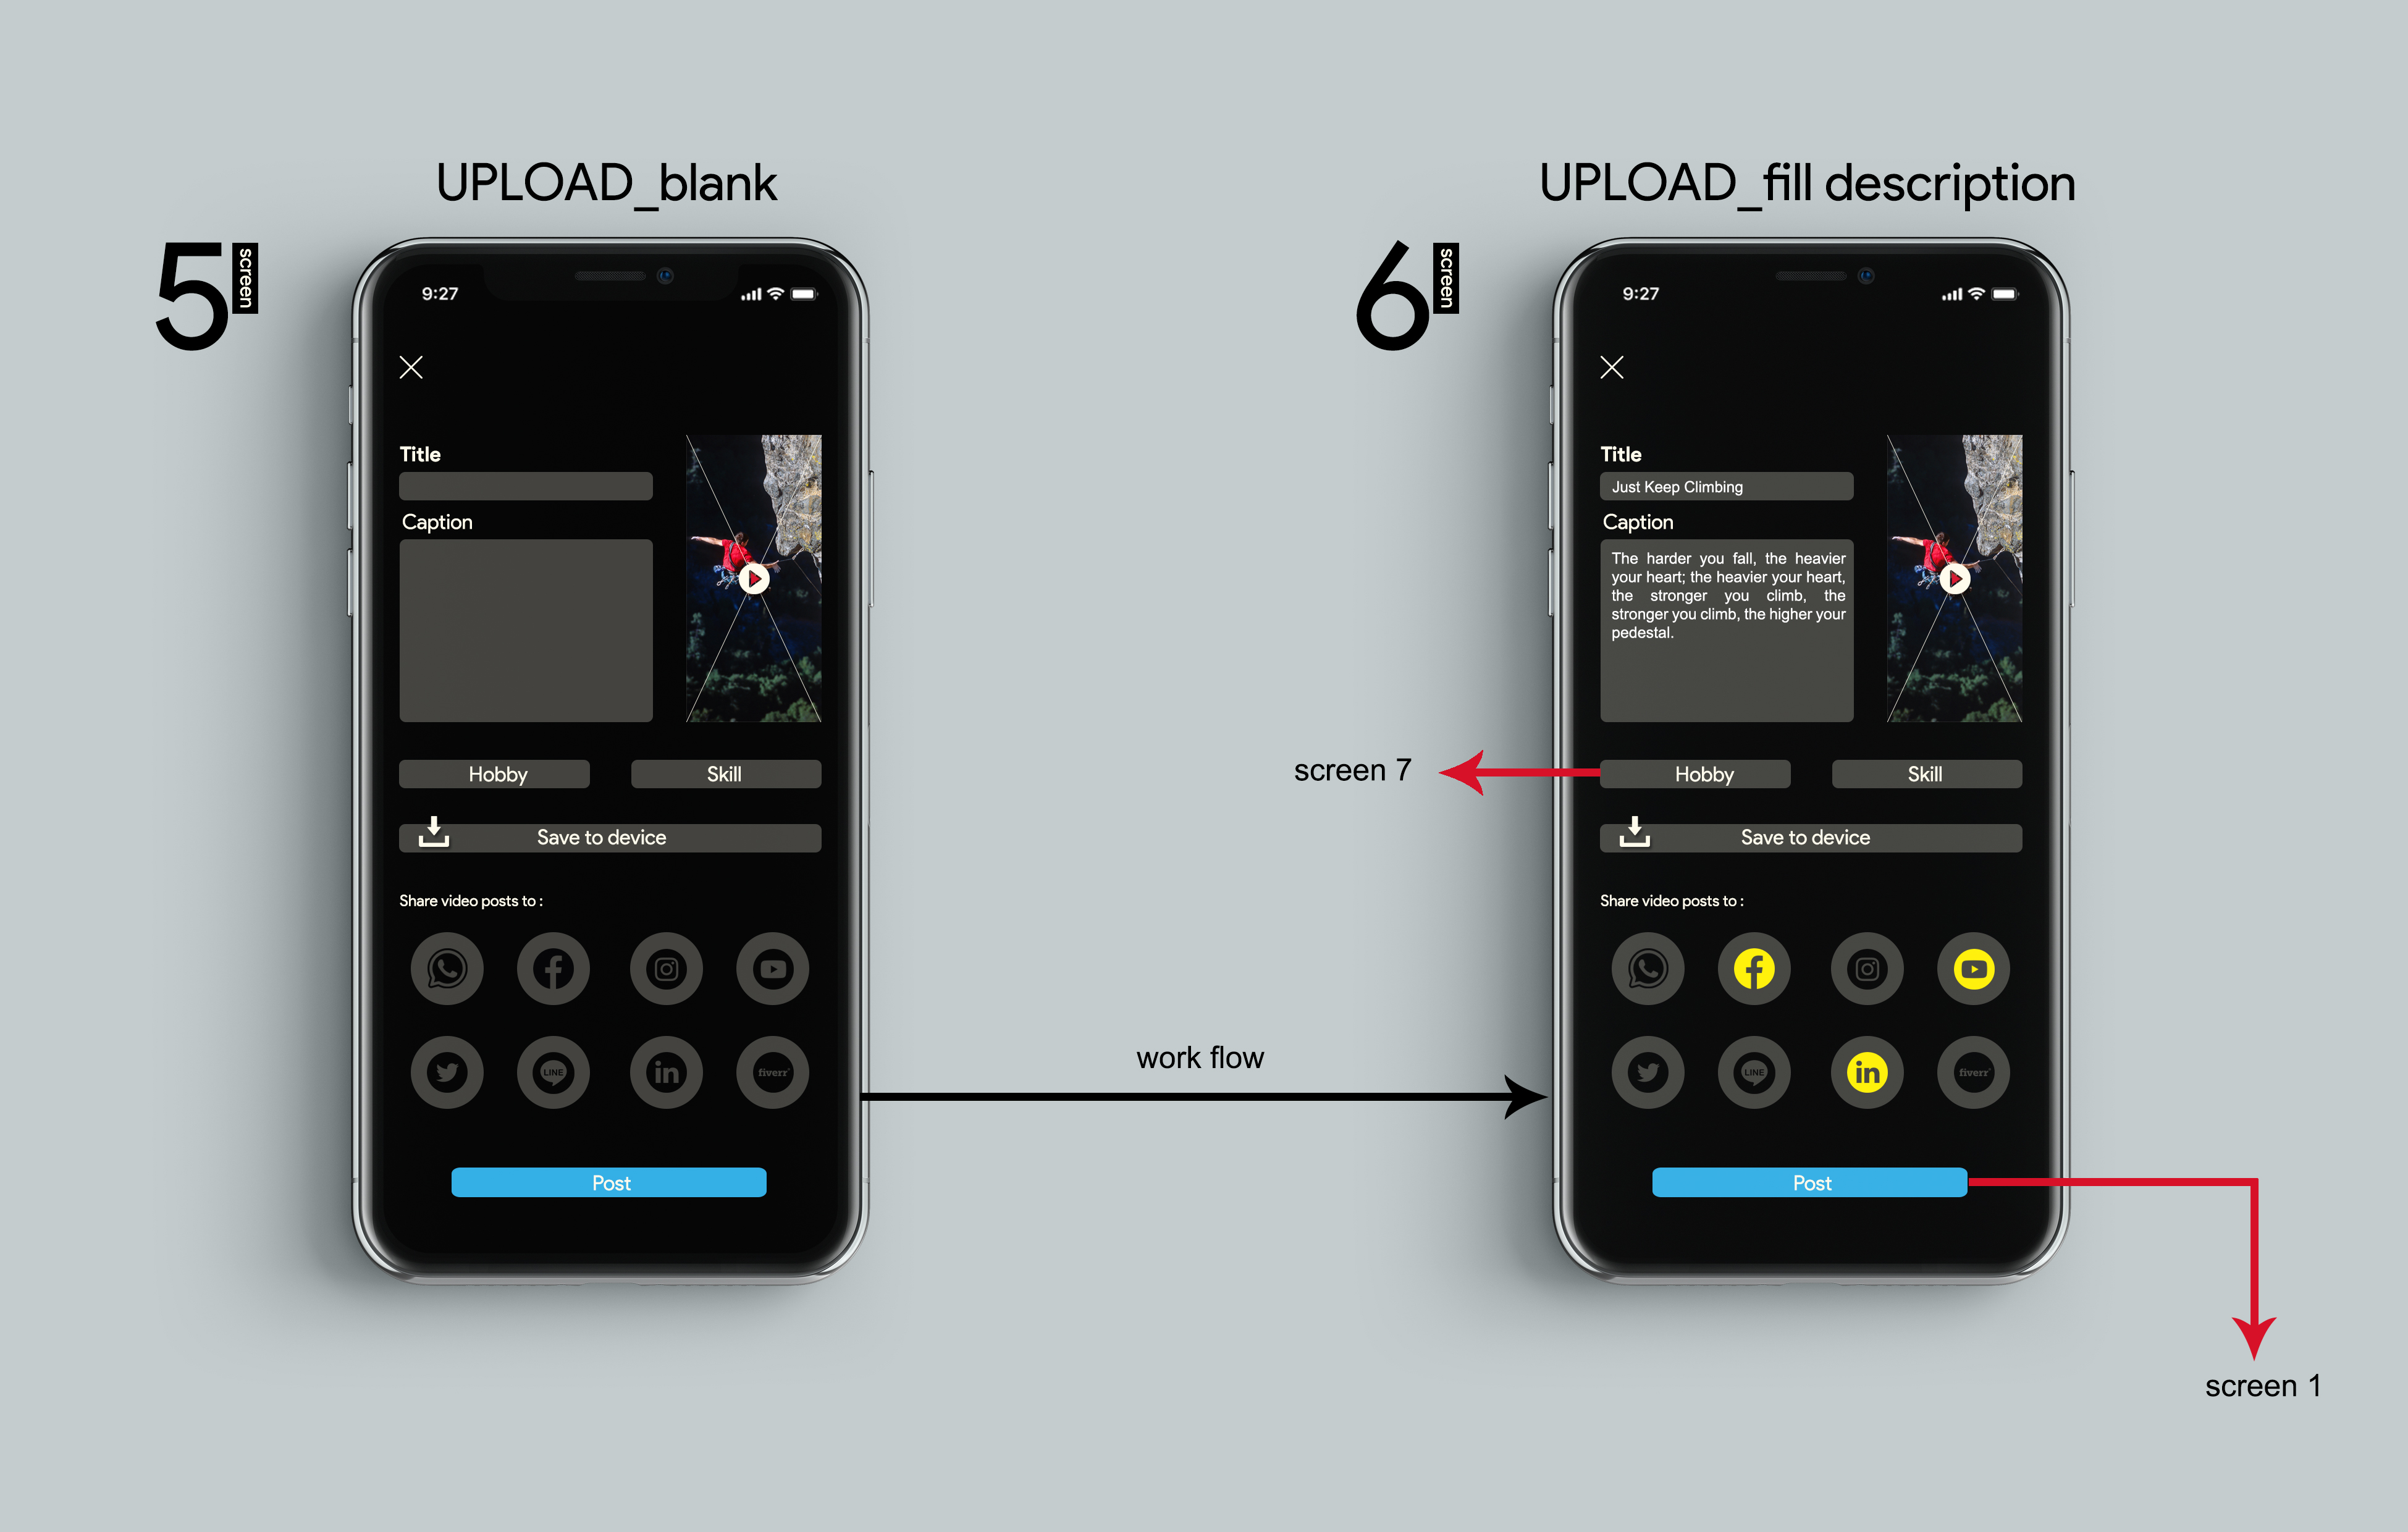 UPLOAD_blank
5
screen
9:27
Title
Caption
Hobby
Skill
Save to device
Share video posts to :
LINE
in
fiverr
Post
work flow
UPLOAD_fill description
6
screen
9:27
Title
Just Keep Climbing
Caption
The harder you fall, the heavier
your heart; the heavier your heart,
the stronger you climb, the
stronger you climb, the higher your
pedestal.
screen 7
Hobby
Skill
Save to device
Share video posts to :
LINE
in
fiverr
Post
screen 1